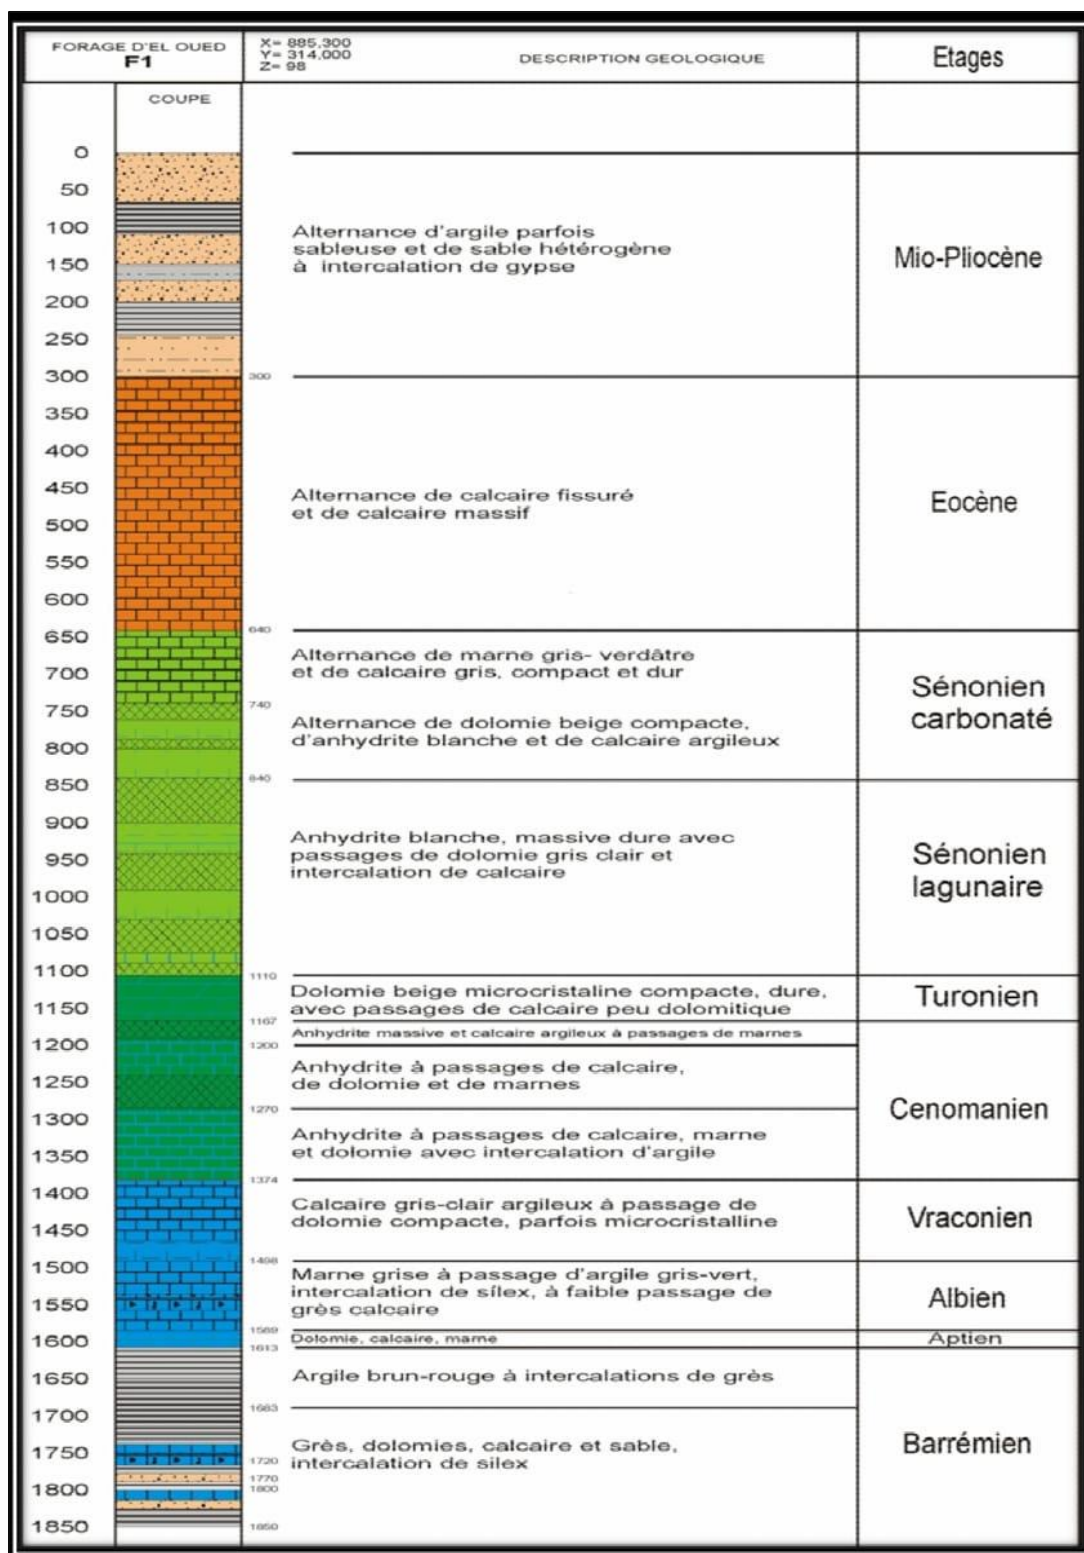 FORAGE D'EL OUED
F1
X= 885,300
Y= 314,000
Z= 98
DESCRIPTION GEOLOGIQUE
Etages
COUPE
0
50
100
150
200
250
300
350
400
450
500
550
600
650
700
750
800
850
900
950
1000
1050
1100
1150
1200
1250
1300
1350
1400
1450
1500
1550
1600
1650
1700
1750
1800
1850
300
640
740
840
1110
1167
1200
1270
1374
1498
1589
1613
1683
1720
1770
1800
1850
Alternance d'argile parfois
sableuse et de sable hétérogène
à intercalation de gypse
Mio-Pliocène
Alternance de calcaire fissuré
et de calcaire massif
Eocène
Alternance de marne gris- verdâtre
et de calcaire gris, compact et dur
Alternance de dolomie beige compacte,
d'anhydrite blanche et de calcaire argileux
Sénonien
carbonaté
Anhydrite blanche, massive dure avec
passages de dolomie gris clair et
intercalation de calcaire
Sénonien
lagunaire
Dolomie beige microcristaline compacte, dure,
avec passages de calcaire peu dolomitique
Turonien
Anhydrite massive et calcaire argileux à passages de marnes
Anhydrite à passages de calcaire,
de dolomie et de marnes
Anhydrite à passages de calcaire, marne
et dolomie avec intercalation d'argile
Cenomanien
Calcaire gris-clair argileux à passage de
dolomie compacte, parfois microcristalline
Vraconien
Marne grise à passage d'argile gris-vert,
intercalation de sílex, à faible passage de
grès calcaire
Albien
Dolomie, calcaire, marne
Aptien
Argile brun-rouge à intercalations de grès
Grès, dolomies, calcaire et sable,
intercalation de silex
Barrémien